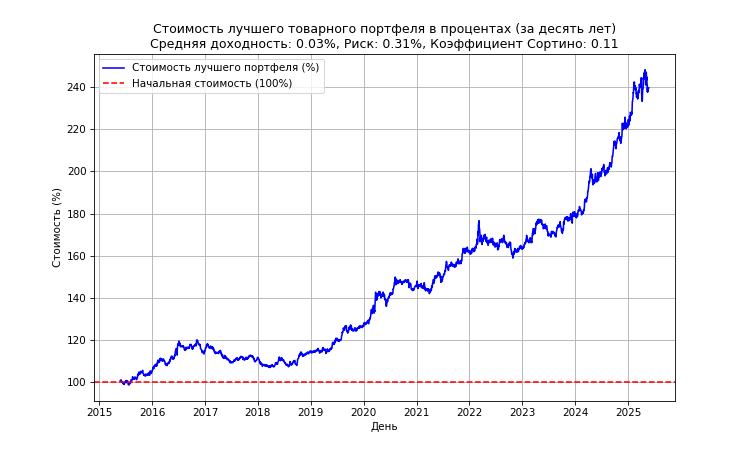 Стоимость лучшего товарного портфеля в процентах (за десять лет)
Средняя доходность: 0.03%, Риск: 0.31%, Коэффициент Сортино: 0.11
Стоимость лучшего портфеля (%)
Начальная стоимость (100%)
Стоимость (%)
240
220
200
180
160
140
120
100
2015 2016 2017 2018 2019 2020 2021 2022 2023 2024 2025
День